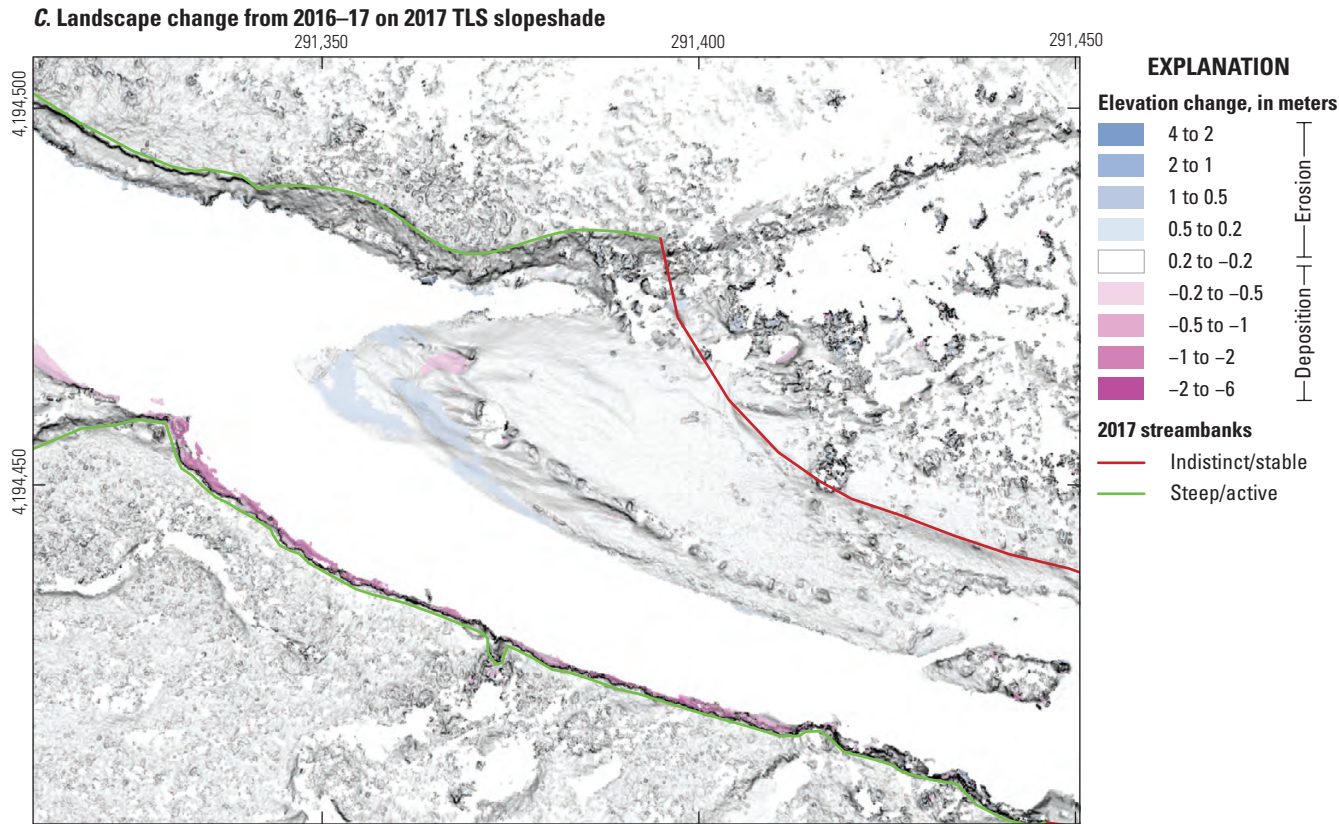 C. Landscape change from 2016–17 on 2017 TLS slopeshade
291,350
291,400
291,450
4,194,500
4,194,450
EXPLANATION
Elevation change, in meters
4 to 2
2 to 1
1 to 0.5
0.5 to 0.2
0.2 to −0.2
−0.2 to −0.5
−0.5 to −1
−1 to −2
−2 to −6
Erosion
Deposition
2017 streambanks
Indistinct/stable
Steep/active